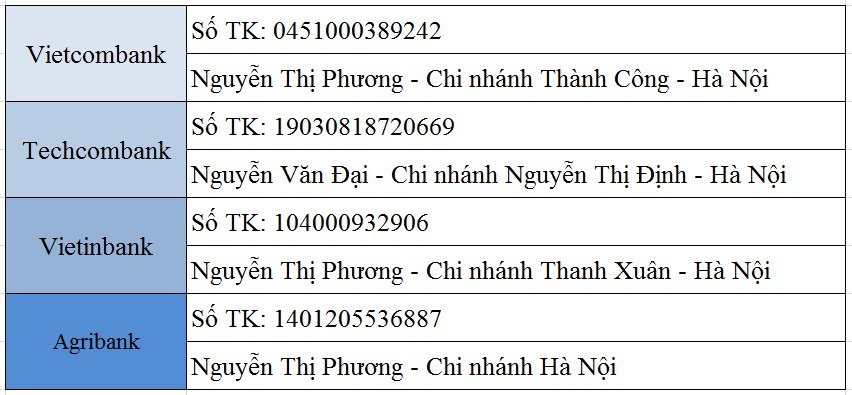 Vietcombank
Số TK: 0451000389242
Nguyễn Thị Phương - Chi nhánh Thành Công - Hà Nội
Techcombank
Số TK: 19030818720669
Nguyễn Văn Đại - Chi nhánh Nguyễn Thị Định - Hà Nội
Vietinbank
Số TK: 104000932906
Nguyễn Thị Phương - Chi nhánh Thanh Xuân - Hà Nội
Agribank
Số TK: 1401205536887
Nguyễn Thị Phương - Chi nhánh Hà Nội